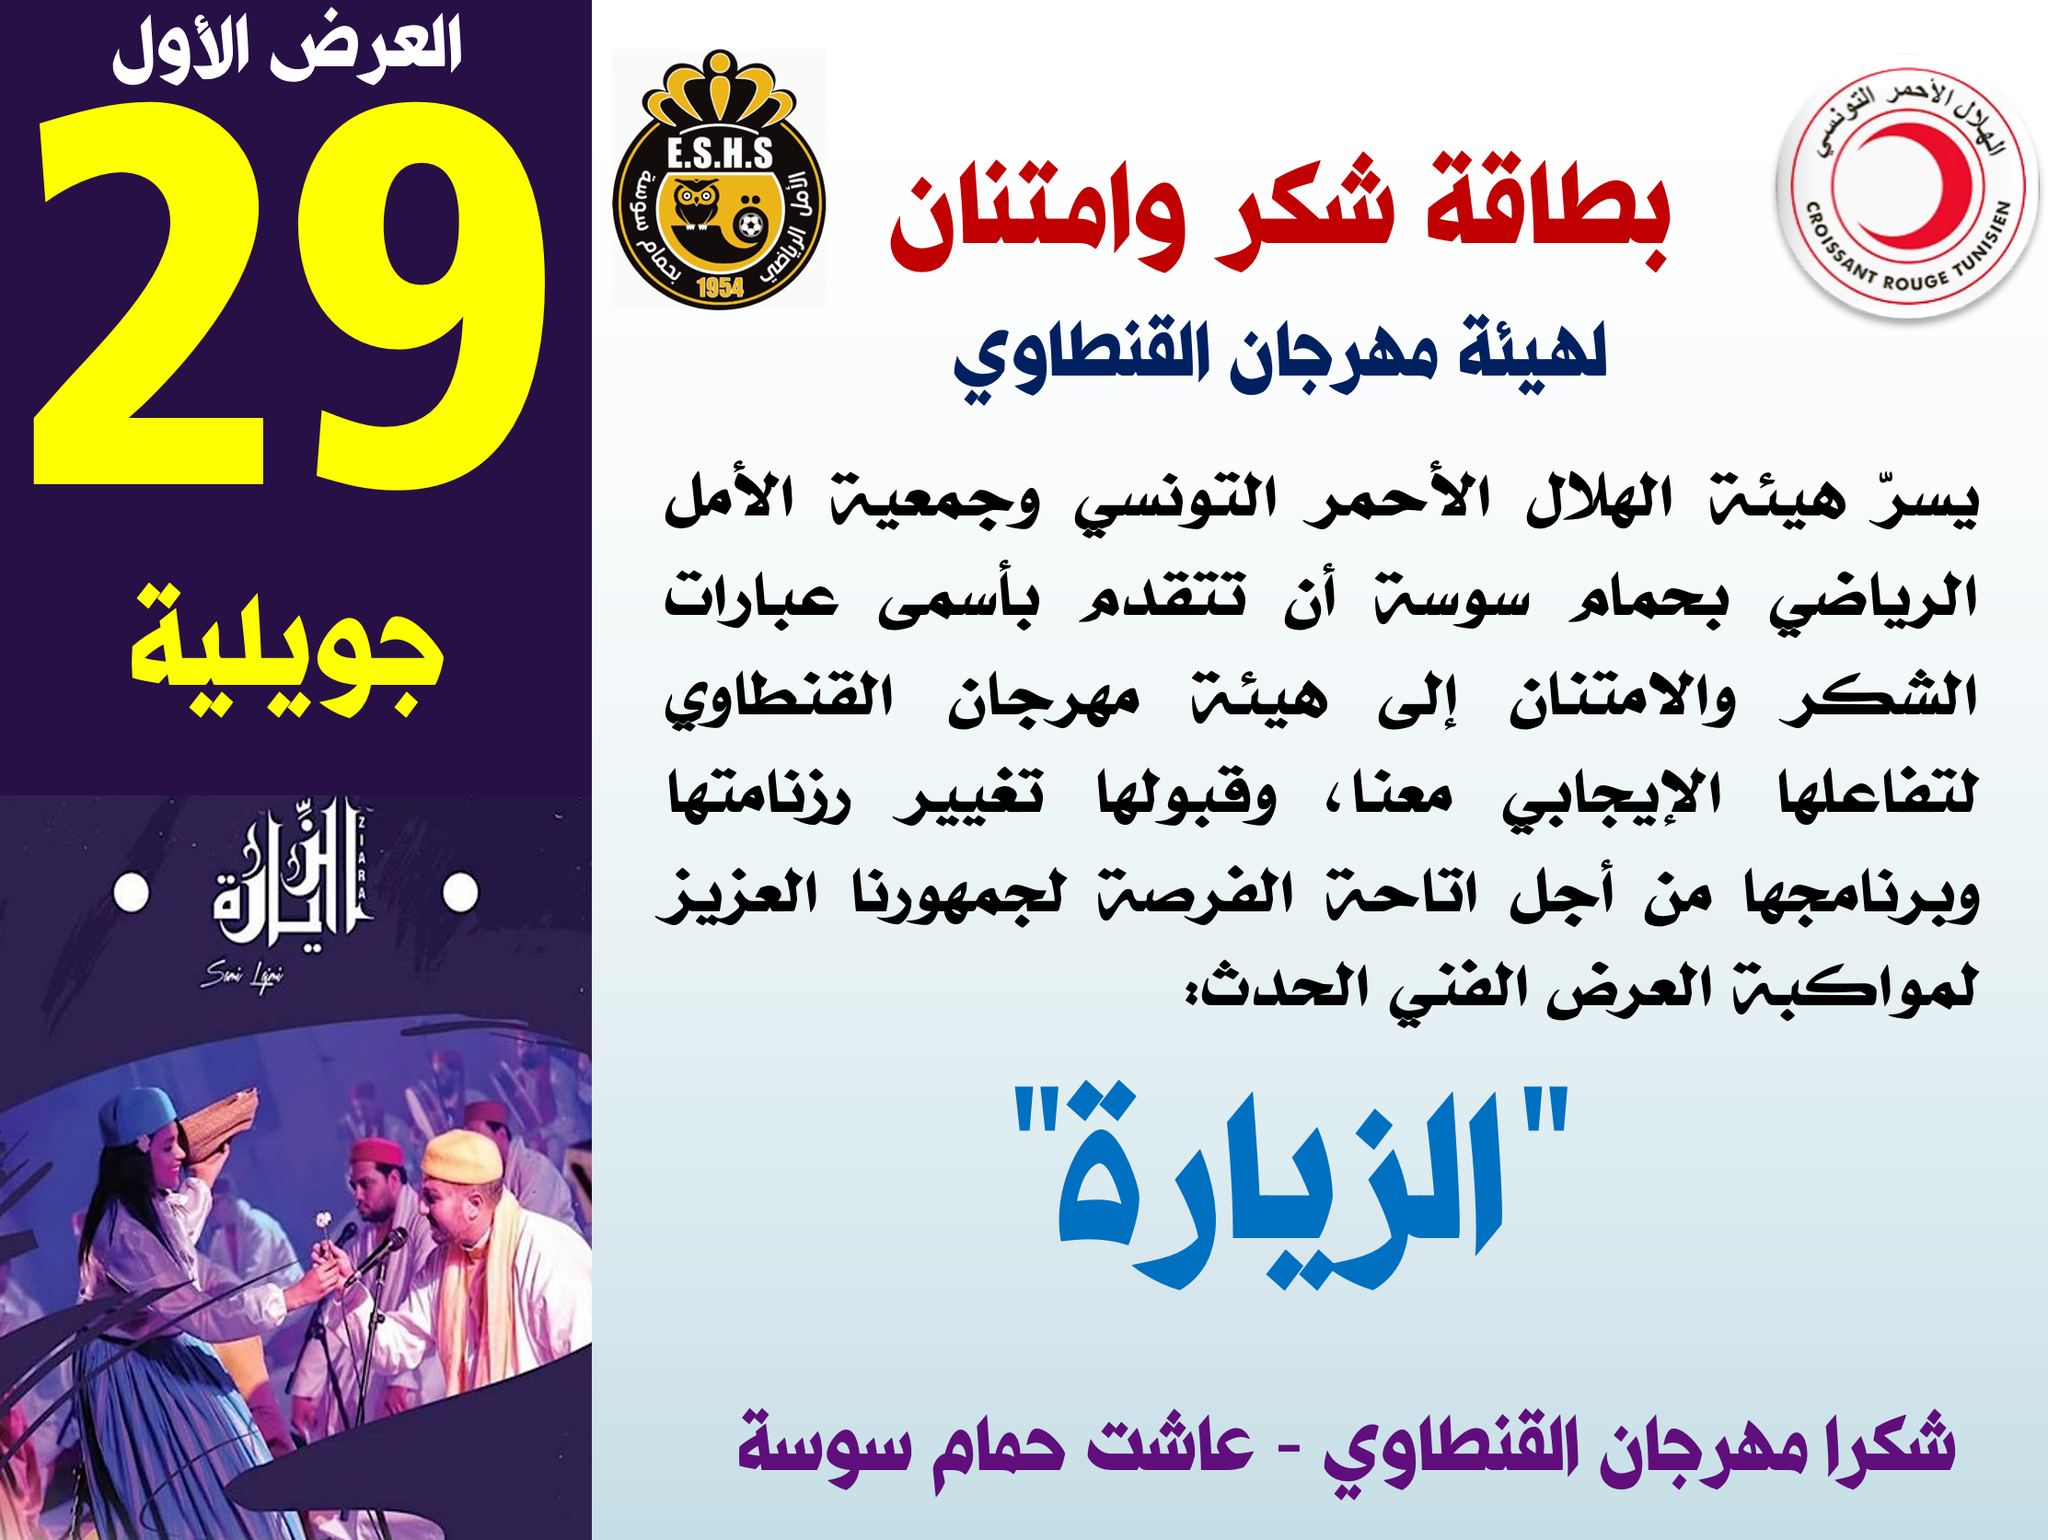 العرض الأول
29
جويلية
الزيارة
ZIARA
Sami Lajmi
E.S.H.S
الأمل الرياضي بحمام سوسة
1954
الهلال الأحمر التونسي
CROISSANT ROUGE TUNISIEN
بطاقة شكر وامتنان
لهيئة مهرجان القنطاوي
يسرّ هيئة الهلال الأحمر التونسي وجمعية الأمل
الرياضي بحمام سوسة أن تتقدم بأسمى عبارات
الشكر والامتنان إلى هيئة مهرجان القنطاوي
لتفاعلها الإيجابي معنا، وقبولها تغيير رزنامتها
وبرنامجها من أجل اتاحة الفرصة لجمهورنا العزيز
لمواكبة العرض الفني الحدث:
"الزيارة"
شكرا مهرجان القنطاوي - عاشت حمام سوسة